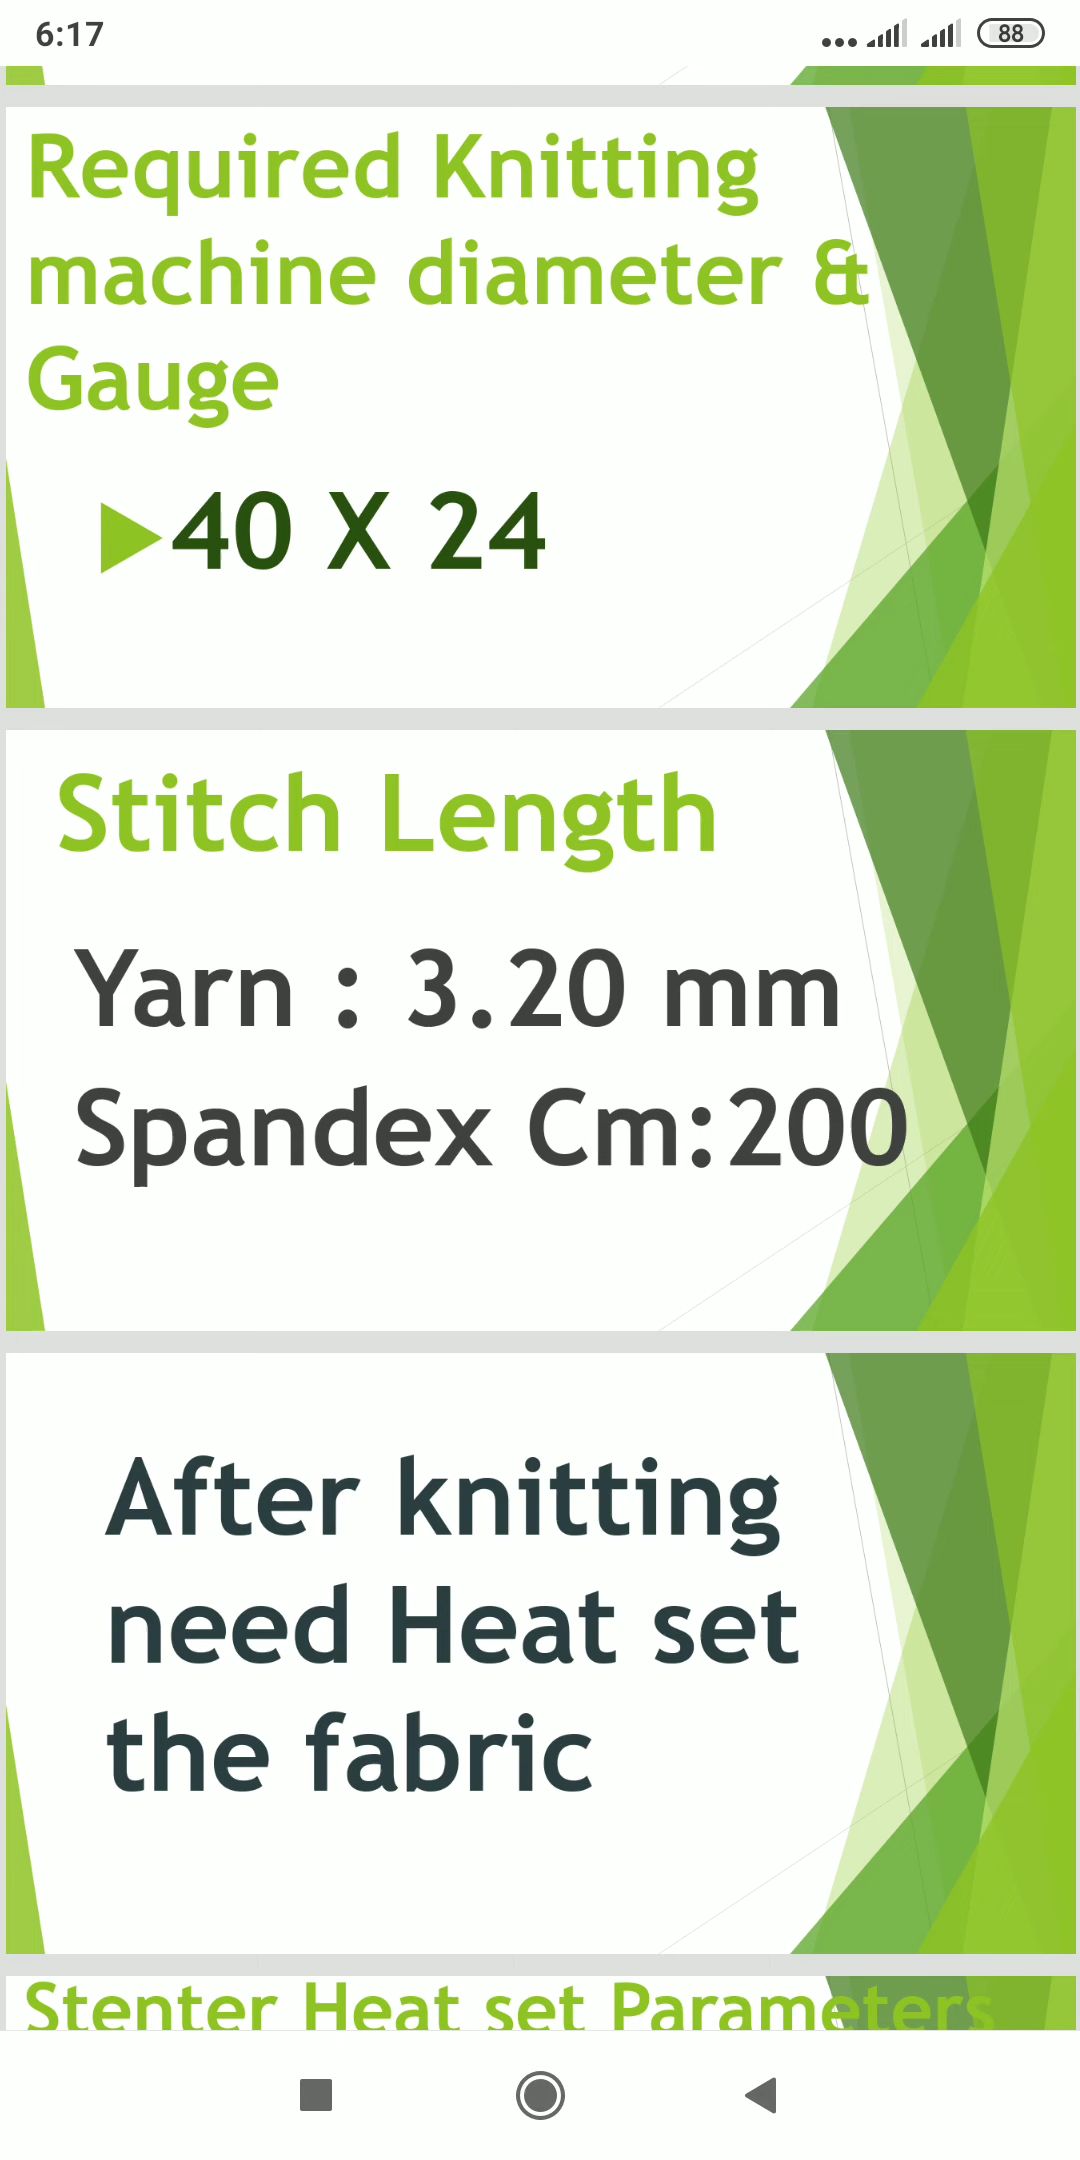 6:17
88
Required Knitting
machine diameter &
Gauge
40 X 24
Stitch Length
Yarn : 3.20 mm
Spandex Cm:200
After knitting
need Heat set
the fabric
Stenter Heat set Parameters